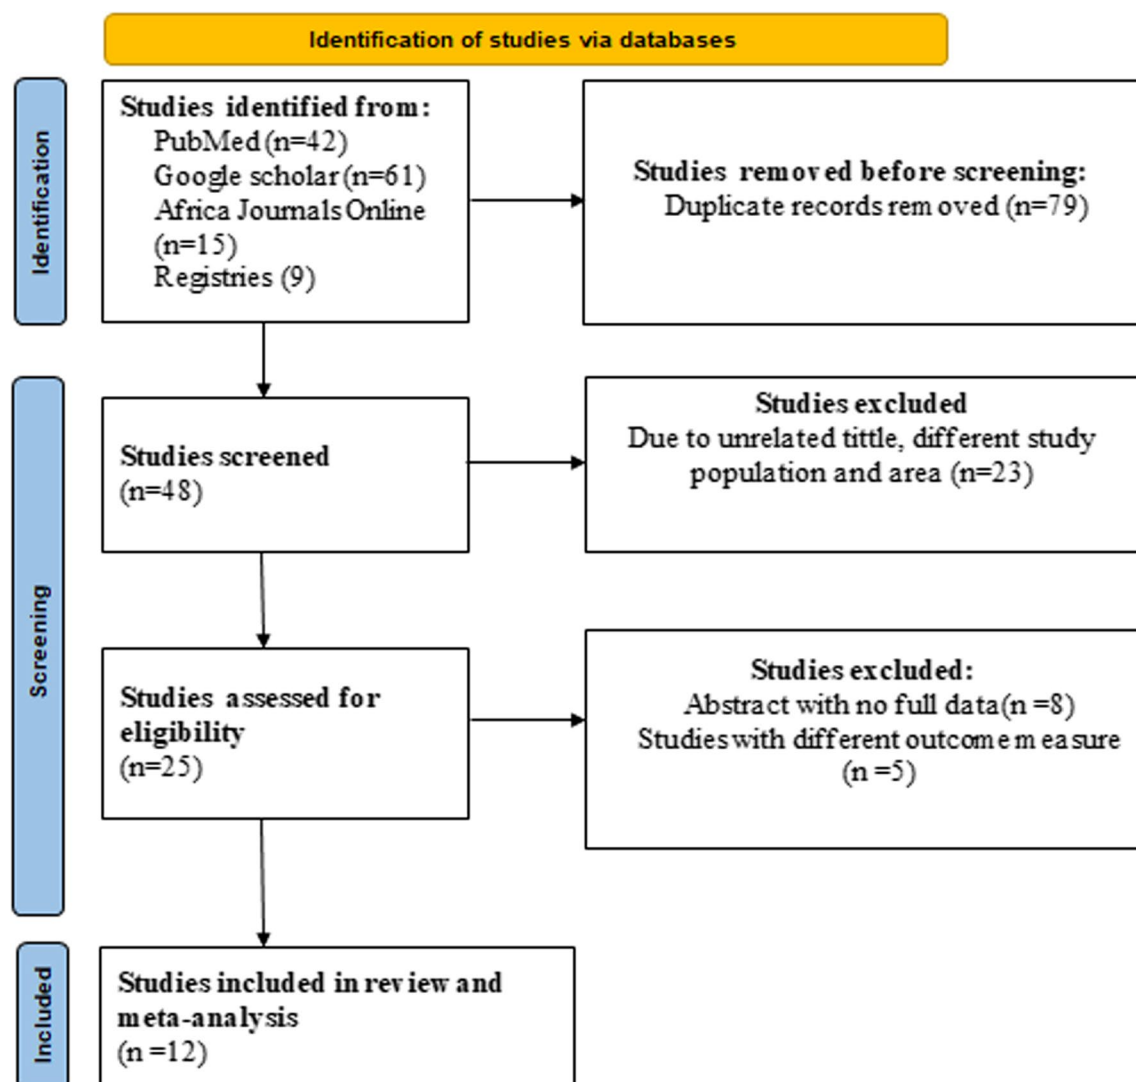 Identification of studies via databases
Identification
Studies identified from:
PubMed (n=42)
Google scholar (n=61)
Africa Journals Online
(n=15)
Registries (9)
Studies removed before screening:
Duplicate records removed (n=79)
Screening
Studies screened
(n=48)
Studies excluded
Due to unrelated tittle, different study
population and area (n=23)
Studies assessed for
eligibility
(n=25)
Studies excluded:
Abstract with no full data(n =8)
Studies with different outcome measure
(n =5)
Included
Studies included in review and
meta-analysis
(n =12)